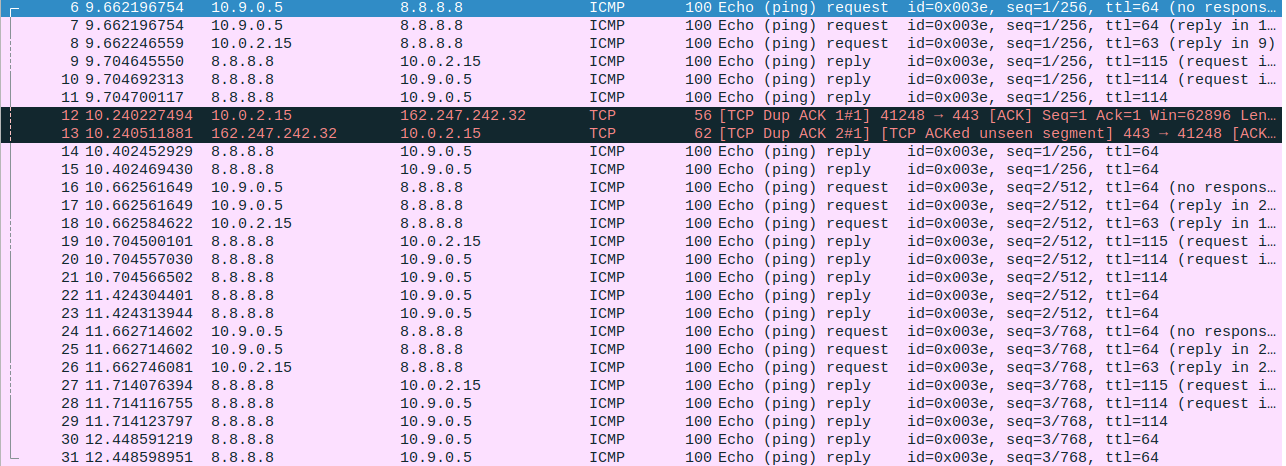 6 9.662196754 10.9.0.5 8.8.8.8 ICMP 100 Echo (ping) request id=0x003e, seq=1/256, ttl=64 (no respons…
7 9.662196754 10.9.0.5 8.8.8.8 ICMP 100 Echo (ping) request id=0x003e, seq=1/256, ttl=64 (reply in 1…
8 9.662246559 10.0.2.15 8.8.8.8 ICMP 100 Echo (ping) request id=0x003e, seq=1/256, ttl=63 (reply in 9)
9 9.704645550 8.8.8.8 10.0.2.15 ICMP 100 Echo (ping) reply id=0x003e, seq=1/256, ttl=115 (request i…
10 9.704692313 8.8.8.8 10.9.0.5 ICMP 100 Echo (ping) reply id=0x003e, seq=1/256, ttl=114 (request i…
11 9.704700117 8.8.8.8 10.9.0.5 ICMP 100 Echo (ping) reply id=0x003e, seq=1/256, ttl=114
12 10.240227494 10.0.2.15 162.247.242.32 TCP 56 [TCP Dup ACK 1#1] 41248 → 443 [ACK] Seq=1 Ack=1 Win=62896 Len…
13 10.240511881 162.247.242.32 10.0.2.15 TCP 62 [TCP Dup ACK 2#1] [TCP ACKed unseen segment] 443 → 41248 [ACK…
14 10.402452929 8.8.8.8 10.9.0.5 ICMP 100 Echo (ping) reply id=0x003e, seq=1/256, ttl=64
15 10.402469430 8.8.8.8 10.9.0.5 ICMP 100 Echo (ping) reply id=0x003e, seq=1/256, ttl=64
16 10.662561649 10.9.0.5 8.8.8.8 ICMP 100 Echo (ping) request id=0x003e, seq=2/512, ttl=64 (no respons…
17 10.662561649 10.9.0.5 8.8.8.8 ICMP 100 Echo (ping) request id=0x003e, seq=2/512, ttl=64 (reply in 2…
18 10.662584622 10.0.2.15 8.8.8.8 ICMP 100 Echo (ping) request id=0x003e, seq=2/512, ttl=63 (reply in 1…
19 10.704500101 8.8.8.8 10.0.2.15 ICMP 100 Echo (ping) reply id=0x003e, seq=2/512, ttl=115 (request i…
20 10.704557030 8.8.8.8 10.9.0.5 ICMP 100 Echo (ping) reply id=0x003e, seq=2/512, ttl=114 (request i…
21 10.704566502 8.8.8.8 10.9.0.5 ICMP 100 Echo (ping) reply id=0x003e, seq=2/512, ttl=114
22 11.424304401 8.8.8.8 10.9.0.5 ICMP 100 Echo (ping) reply id=0x003e, seq=2/512, ttl=64
23 11.424313944 8.8.8.8 10.9.0.5 ICMP 100 Echo (ping) reply id=0x003e, seq=2/512, ttl=64
24 11.662714602 10.9.0.5 8.8.8.8 ICMP 100 Echo (ping) request id=0x003e, seq=3/768, ttl=64 (no respons…
25 11.662714602 10.9.0.5 8.8.8.8 ICMP 100 Echo (ping) request id=0x003e, seq=3/768, ttl=64 (reply in 2…
26 11.662746081 10.0.2.15 8.8.8.8 ICMP 100 Echo (ping) request id=0x003e, seq=3/768, ttl=63 (reply in 2…
27 11.714076394 8.8.8.8 10.0.2.15 ICMP 100 Echo (ping) reply id=0x003e, seq=3/768, ttl=115 (request i…
28 11.714116755 8.8.8.8 10.9.0.5 ICMP 100 Echo (ping) reply id=0x003e, seq=3/768, ttl=114 (request i…
29 11.714123797 8.8.8.8 10.9.0.5 ICMP 100 Echo (ping) reply id=0x003e, seq=3/768, ttl=114
30 12.448591219 8.8.8.8 10.9.0.5 ICMP 100 Echo (ping) reply id=0x003e, seq=3/768, ttl=64
31 12.448598951 8.8.8.8 10.9.0.5 ICMP 100 Echo (ping) reply id=0x003e, seq=3/768, ttl=64